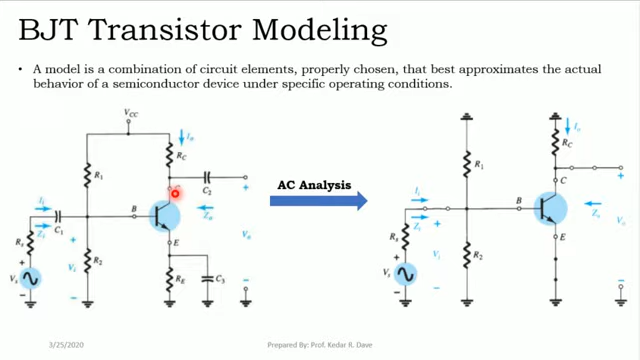 BJT Transistor Modeling
• A model is a combination of circuit elements, properly chosen, that best approximates the actual
behavior of a semiconductor device under specific operating conditions.
VCC
Io
RC
R1
C2
+
Ii
B
Zi
C1
Zo
Rs
E
+
+
Vo
Vi
R2
Vs
RE
C3
−
−
−
AC Analysis
Io
RC
R1
+
C
Ii
B
Zi
+
Zo
Rs
E
Vo
+
Vi
R2
Vs
−
−
−
3/25/2020
Prepared By: Prof. Kedar R. Dave